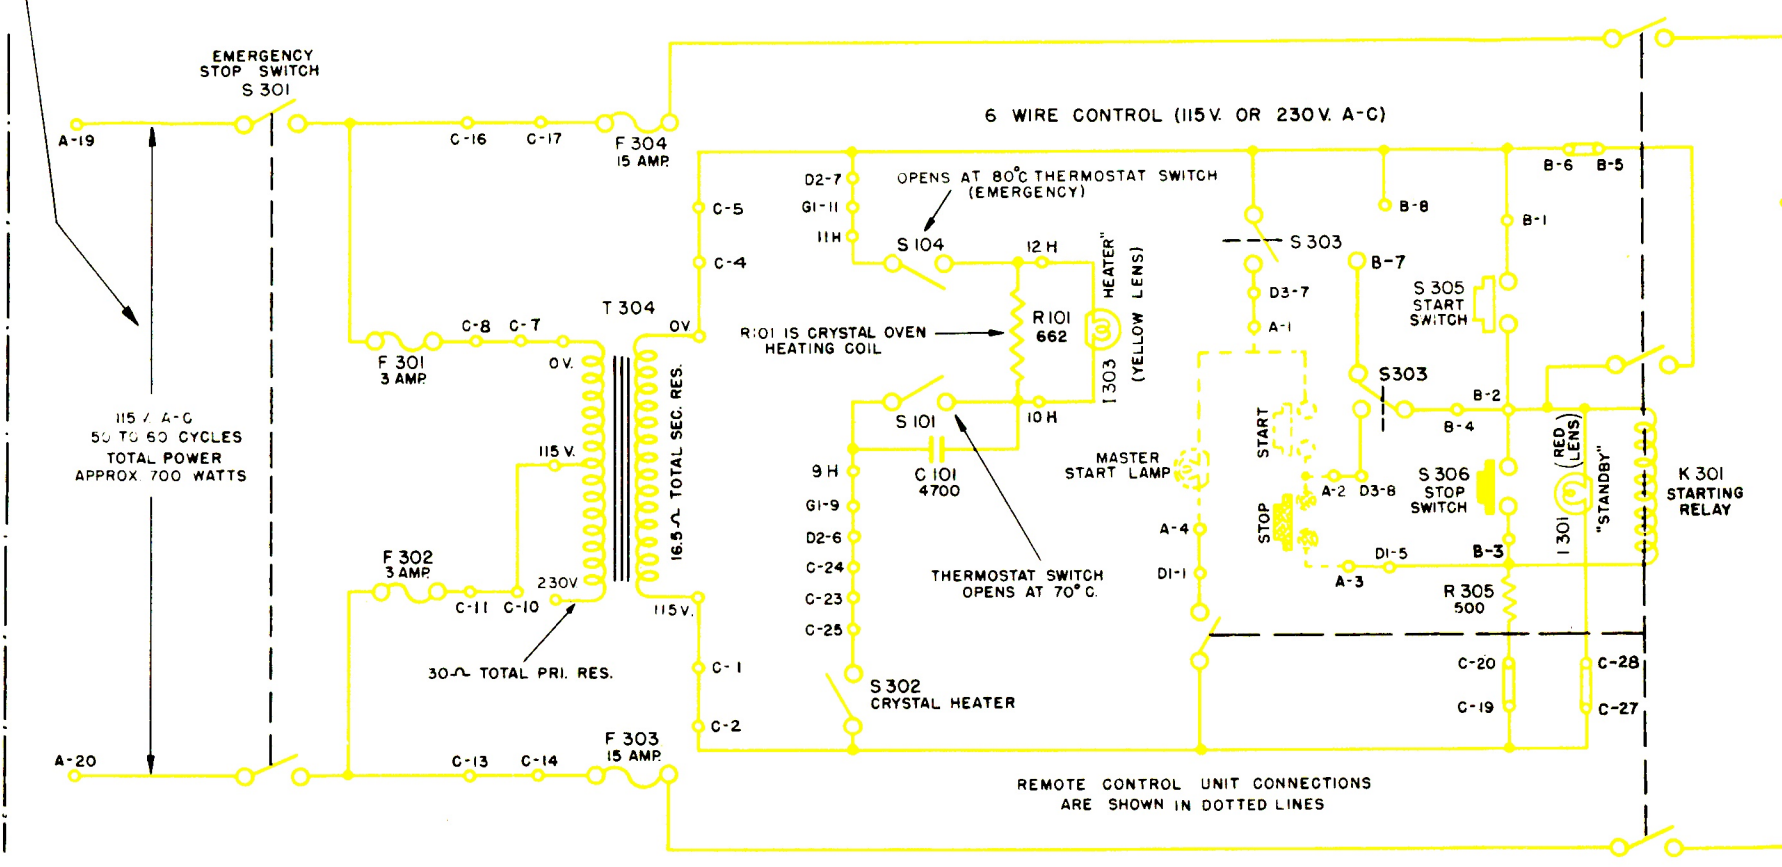 EMERGENCY
STOP SWITCH
S 301
A-19
C-16
C-17
F 304
15 AMP.
6 WIRE CONTROL (115 V. OR 230 V. A-C)
D2-7
G1-11
11H
OPENS AT 80°C THERMOSTAT SWITCH
(EMERGENCY)
B-6
B-5
B-8
B-1
C-5
C-4
S 104
12 H
HEATER"
(YELLOW LENS)
I 303
S 303
B-7
D3-7
A-1
S 305
START
SWITCH
T 304
C-8
C-7
F 301
3 AMP.
0V.
0V
R101 IS CRYSTAL OVEN
HEATING COIL
R 101
662
S 101
10 H
S 303
B-2
B-4
115 V. A-C
50 TO 60 CYCLES
TOTAL POWER
APPROX. 700 WATTS
115 V.
16.5 Ω TOTAL SEC. RES.
9 H
C 101
4700
MASTER
START LAMP
START
STOP
A-2
D3-8
S 306
STOP
SWITCH
(RED
LENS)
I 301
"STANDBY"
K 301
STARTING
RELAY
G1-9
D2-6
C-24
C-23
C-25
A-4
D1-1
A-3
D1-5
B-3
F 302
3 AMP.
C-11
C-10
230V
115 V.
THERMOSTAT SWITCH
OPENS AT 70° C.
R 305
500
30 Ω TOTAL PRI. RES.
C-1
C-2
S 302
CRYSTAL HEATER
C-20
C-19
C-28
C-27
A-20
C-13
C-14
F 303
15 AMP.
REMOTE CONTROL UNIT CONNECTIONS
ARE SHOWN IN DOTTED LINES